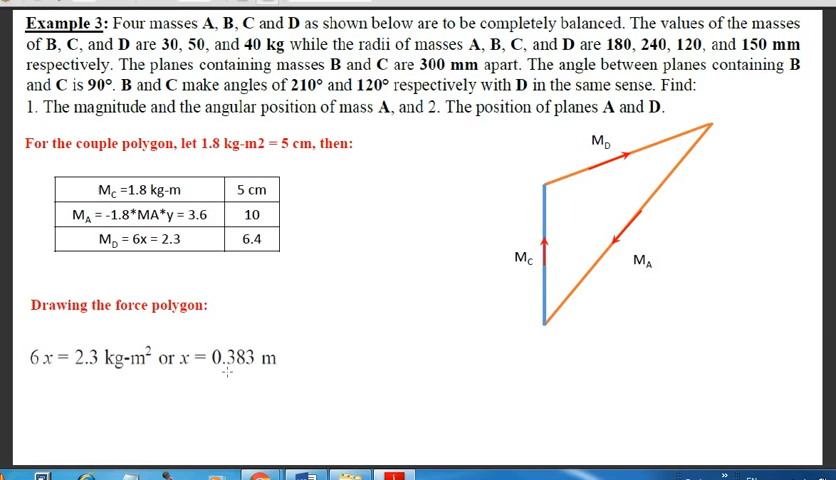 Example 3: Four masses A, B, C and D as shown below are to be completely balanced. The values of the masses
of B, C, and D are 30, 50, and 40 kg while the radii of masses A, B, C, and D are 180, 240, 120, and 150 mm
respectively. The planes containing masses B and C are 300 mm apart. The angle between planes containing B
and C is 90°. B and C make angles of 210° and 120° respectively with D in the same sense. Find:
1. The magnitude and the angular position of mass A, and 2. The position of planes A and D.
For the couple polygon, let 1.8 kg-m2 = 5 cm, then:
M_D
M_C =1.8 kg-m 5 cm
M_A = -1.8*MA*y = 3.6 10
M_D = 6x = 2.3 6.4
M_C
M_A
Drawing the force polygon:
6x = 2.3 kg-m² or x = 0.383 m